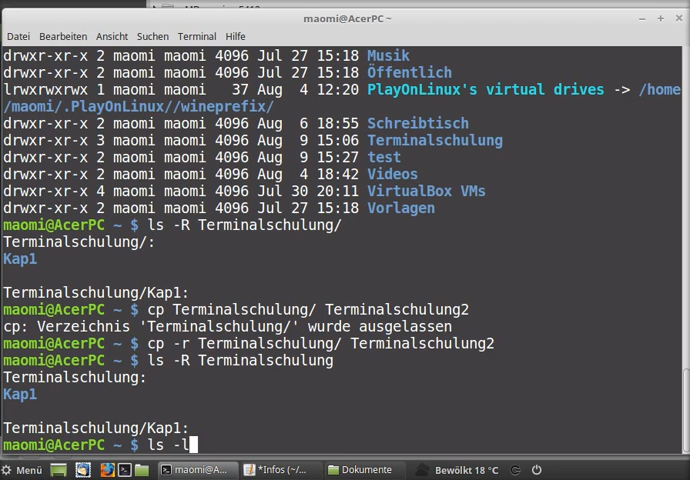 maomi@AcerPC ~
Datei Bearbeiten Ansicht Suchen Terminal Hilfe
drwxr-xr-x 2 maomi maomi 4096 Jul 27 15:18 Musik
drwxr-xr-x 2 maomi maomi 4096 Jul 27 15:18 Öffentlich
lrwxrwxrwx 1 maomi maomi   37 Aug  4 12:20 PlayOnLinux's virtual drives -> /home
/maomi/.PlayOnLinux//wineprefix/
drwxr-xr-x 2 maomi maomi 4096 Aug  6 18:55 Schreibtisch
drwxr-xr-x 3 maomi maomi 4096 Aug  9 15:06 Terminalschulung
drwxr-xr-x 2 maomi maomi 4096 Aug  9 15:27 test
drwxr-xr-x 2 maomi maomi 4096 Aug  4 18:42 Videos
drwxr-xr-x 4 maomi maomi 4096 Jul 30 20:11 VirtualBox VMs
drwxr-xr-x 2 maomi maomi 4096 Jul 27 15:18 Vorlagen
maomi@AcerPC ~ $ ls -R Terminalschulung/
Terminalschulung/:
Kap1
Terminalschulung/Kap1:
maomi@AcerPC ~ $ cp Terminalschulung/ Terminalschulung2
cp: Verzeichnis 'Terminalschulung/' wurde ausgelassen
maomi@AcerPC ~ $ cp -r Terminalschulung/ Terminalschulung2
maomi@AcerPC ~ $ ls -R Terminalschulung
Terminalschulung:
Kap1
Terminalschulung/Kap1:
maomi@AcerPC ~ $ ls -l
Menü maomi@A... *Infos (~/... Dokumente Bewölkt 18 °C